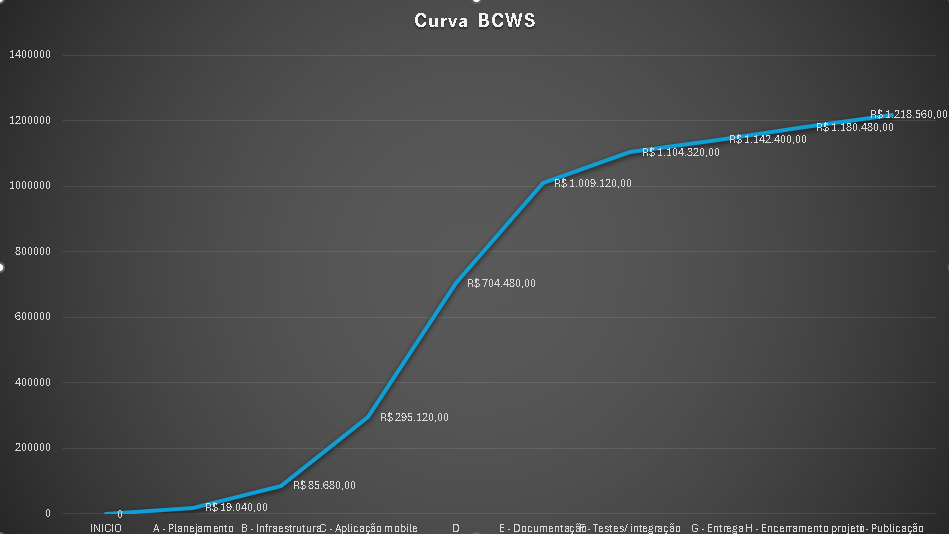 Curva BCWS
1400000
1200000
1000000
800000
600000
400000
200000
0
0
R$ 19.040,00
R$ 85.680,00
R$ 295.120,00
R$ 704.480,00
R$ 1.009.120,00
R$ 1.104.320,00
R$ 1.142.400,00
R$ 1.180.480,00
R$ 1.218.560,00
INICIO
A - Planejamento
B - Infraestrutura
C - Aplicação mobile
D
E - Documentação
- Testes/ integração
G - Entrega
H - Encerramento projeto
- Publicação